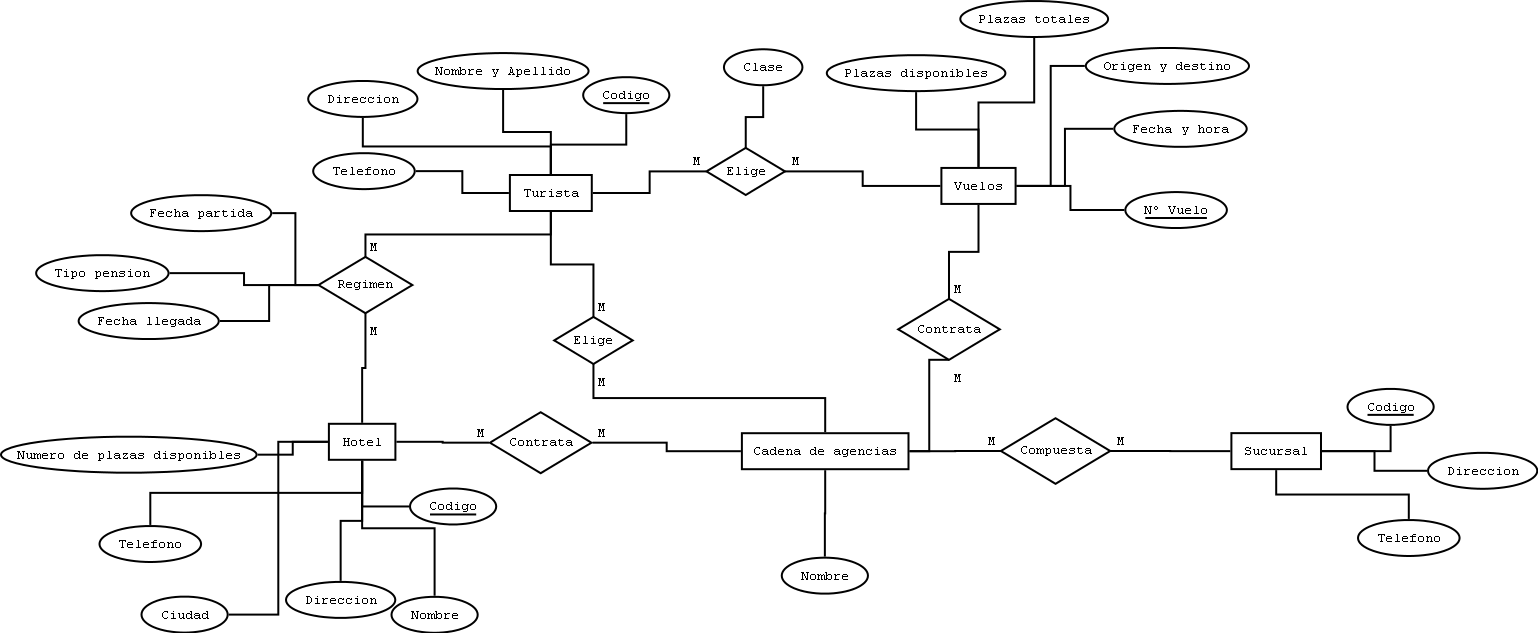 Plazas totales
Nombre y Apellido
Clase
Plazas disponibles
Origen y destino
Direccion
Codigo
Fecha y hora
Telefono
M
Elige
M
Turista
Vuelos
Nº Vuelo
Fecha partida
M
Tipo pension
Regimen
M
Fecha llegada
M
Contrata
M
Elige
M
M
Codigo
Numero de plazas disponibles
Hotel
M
Contrata
M
Cadena de agencias
M
Compuesta
M
Sucursal
Direccion
Codigo
Telefono
Telefono
Nombre
Direccion
Ciudad
Nombre